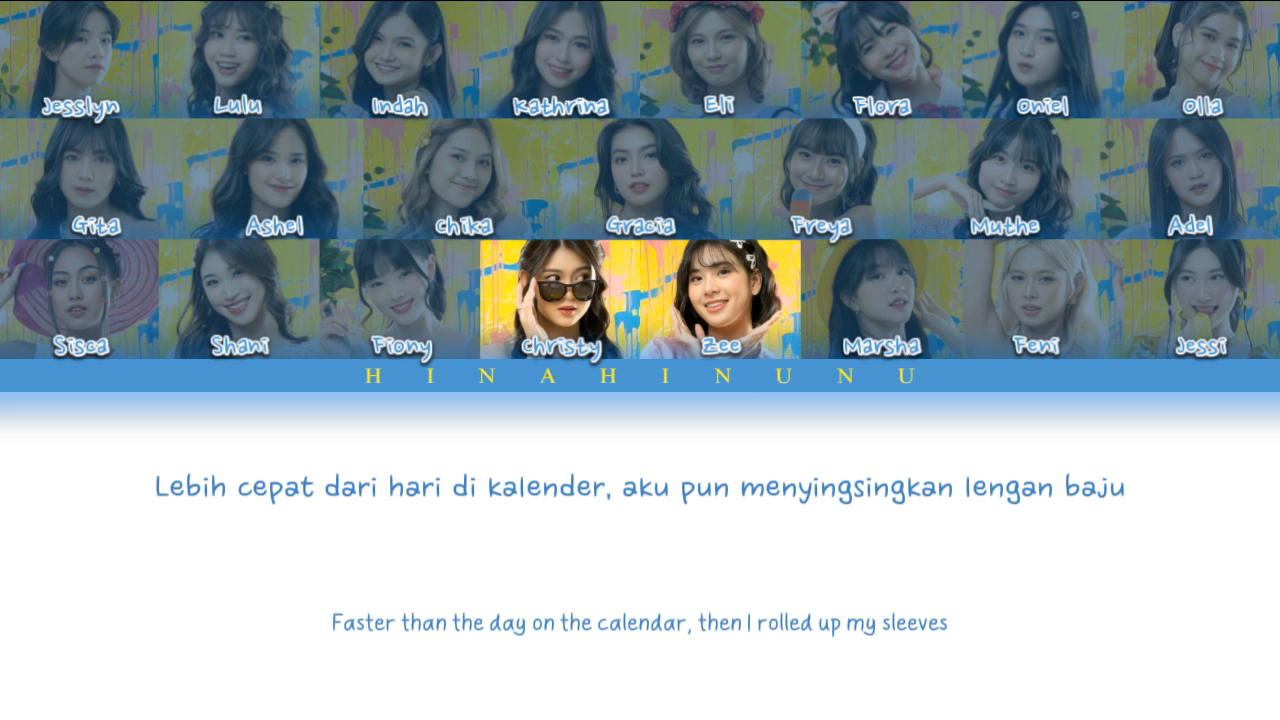 Jesslyn Lulu Indah Kathrina Eli Flora Oniel Olla
Gita Ashel Chika Gracia Freya Muthe Adel
Sisca Shani Fiony Christy Zee Marsha Feni Jessi
H I N A H I N U N U
Lebih cepat dari hari di kalender, aku pun menyingsingkan lengan baju
Faster than the day on the calendar, then I rolled up my sleeves